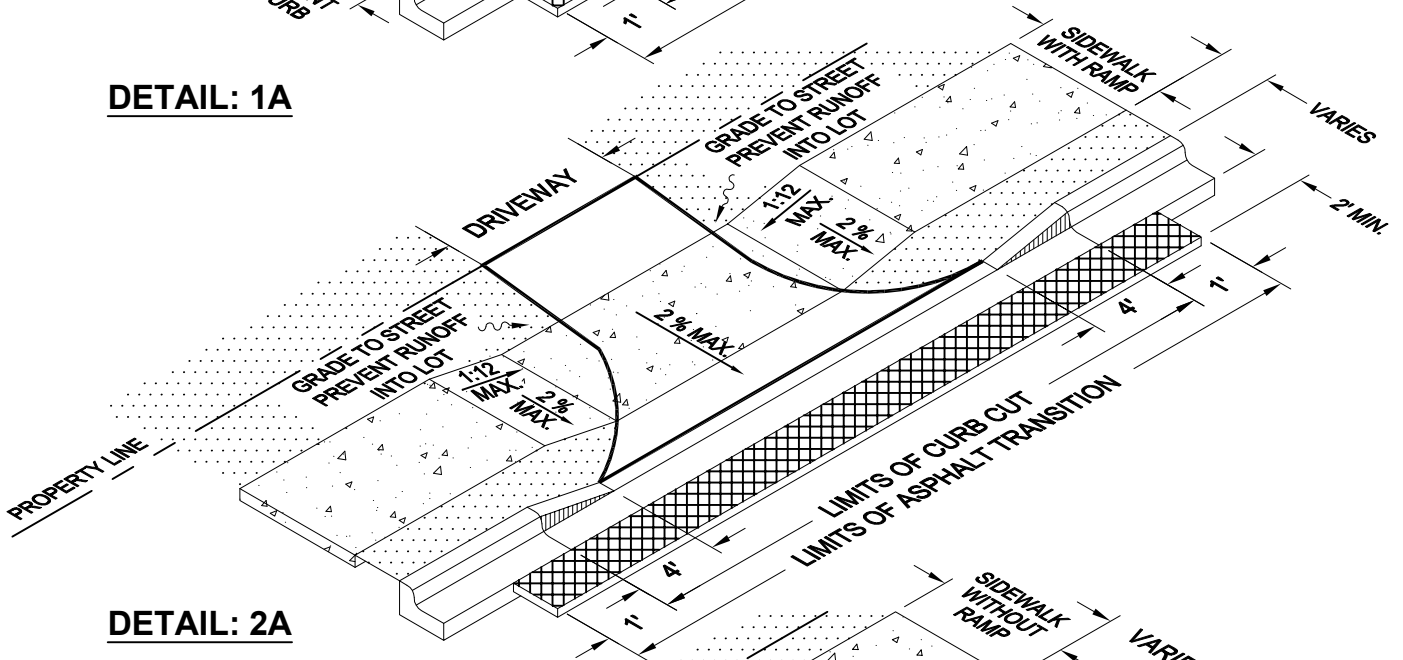 1'
DETAIL: 1A
SIDEWALK
WITH RAMP
VARIES
2' MIN.
GRADE TO STREET
PREVENT RUNOFF
INTO LOT
DRIVEWAY
1:12
MAX.
2 %
MAX.
1'
4'
2 % MAX.
GRADE TO STREET
PREVENT RUNOFF
INTO LOT
1:12
MAX.
2 %
MAX.
PROPERTY LINE
LIMITS OF CURB CUT
LIMITS OF ASPHALT TRANSITION
4'
1'
DETAIL: 2A
SIDEWALK
WITHOUT
RAMP